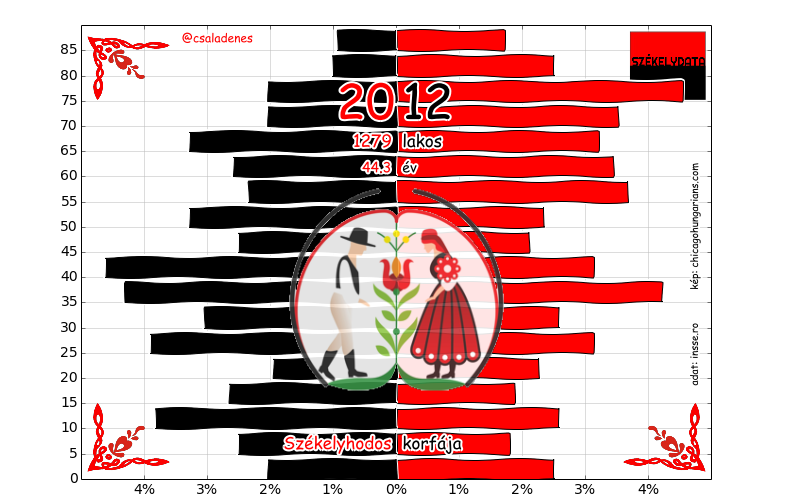 @csaladenes
SZÉKELYDATA
2012
1279 lakos
44.3 év
kép: chicagohungarians.com
adat: insse.ro
Székelyhodos korfája
85
80
75
70
65
60
55
50
45
40
35
30
25
20
15
10
5
0
4% 3% 2% 1% 0% 1% 2% 3% 4%